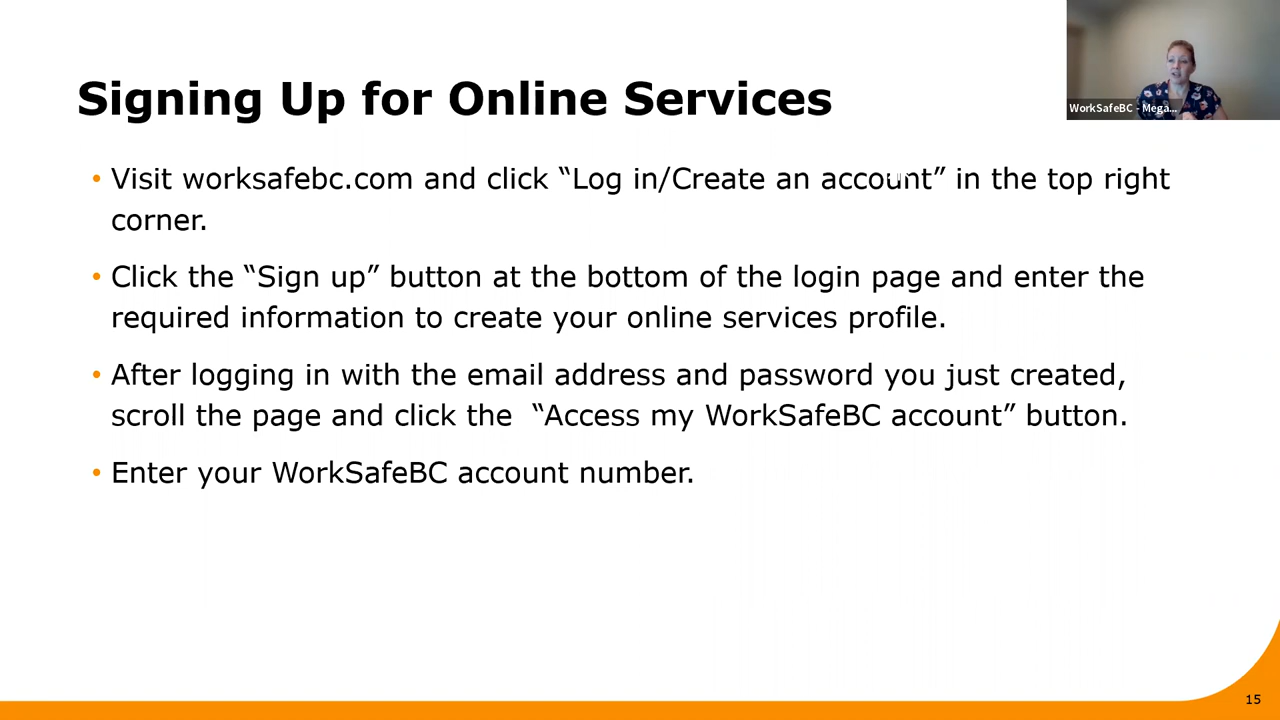 Signing Up for Online Services
WorkSafeBC - Mega...
• Visit worksafebc.com and click “Log in/Create an account” in the top right
corner.
• Click the “Sign up” button at the bottom of the login page and enter the
required information to create your online services profile.
• After logging in with the email address and password you just created,
scroll the page and click the “Access my WorkSafeBC account” button.
• Enter your WorkSafeBC account number.
15